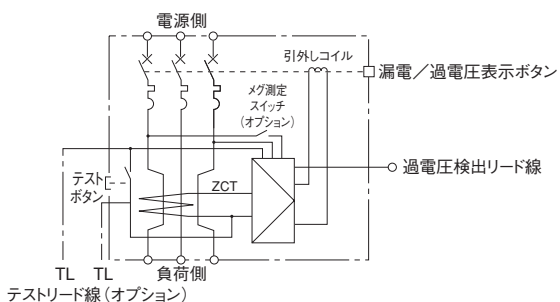 電源側
引外しコイル
漏電／過電圧表示ボタン
メグ測定
スイッチ
(オプション)
過電圧検出リード線
テスト
ボタン
ZCT
TL
TL
負荷側
テストリード線(オプション)